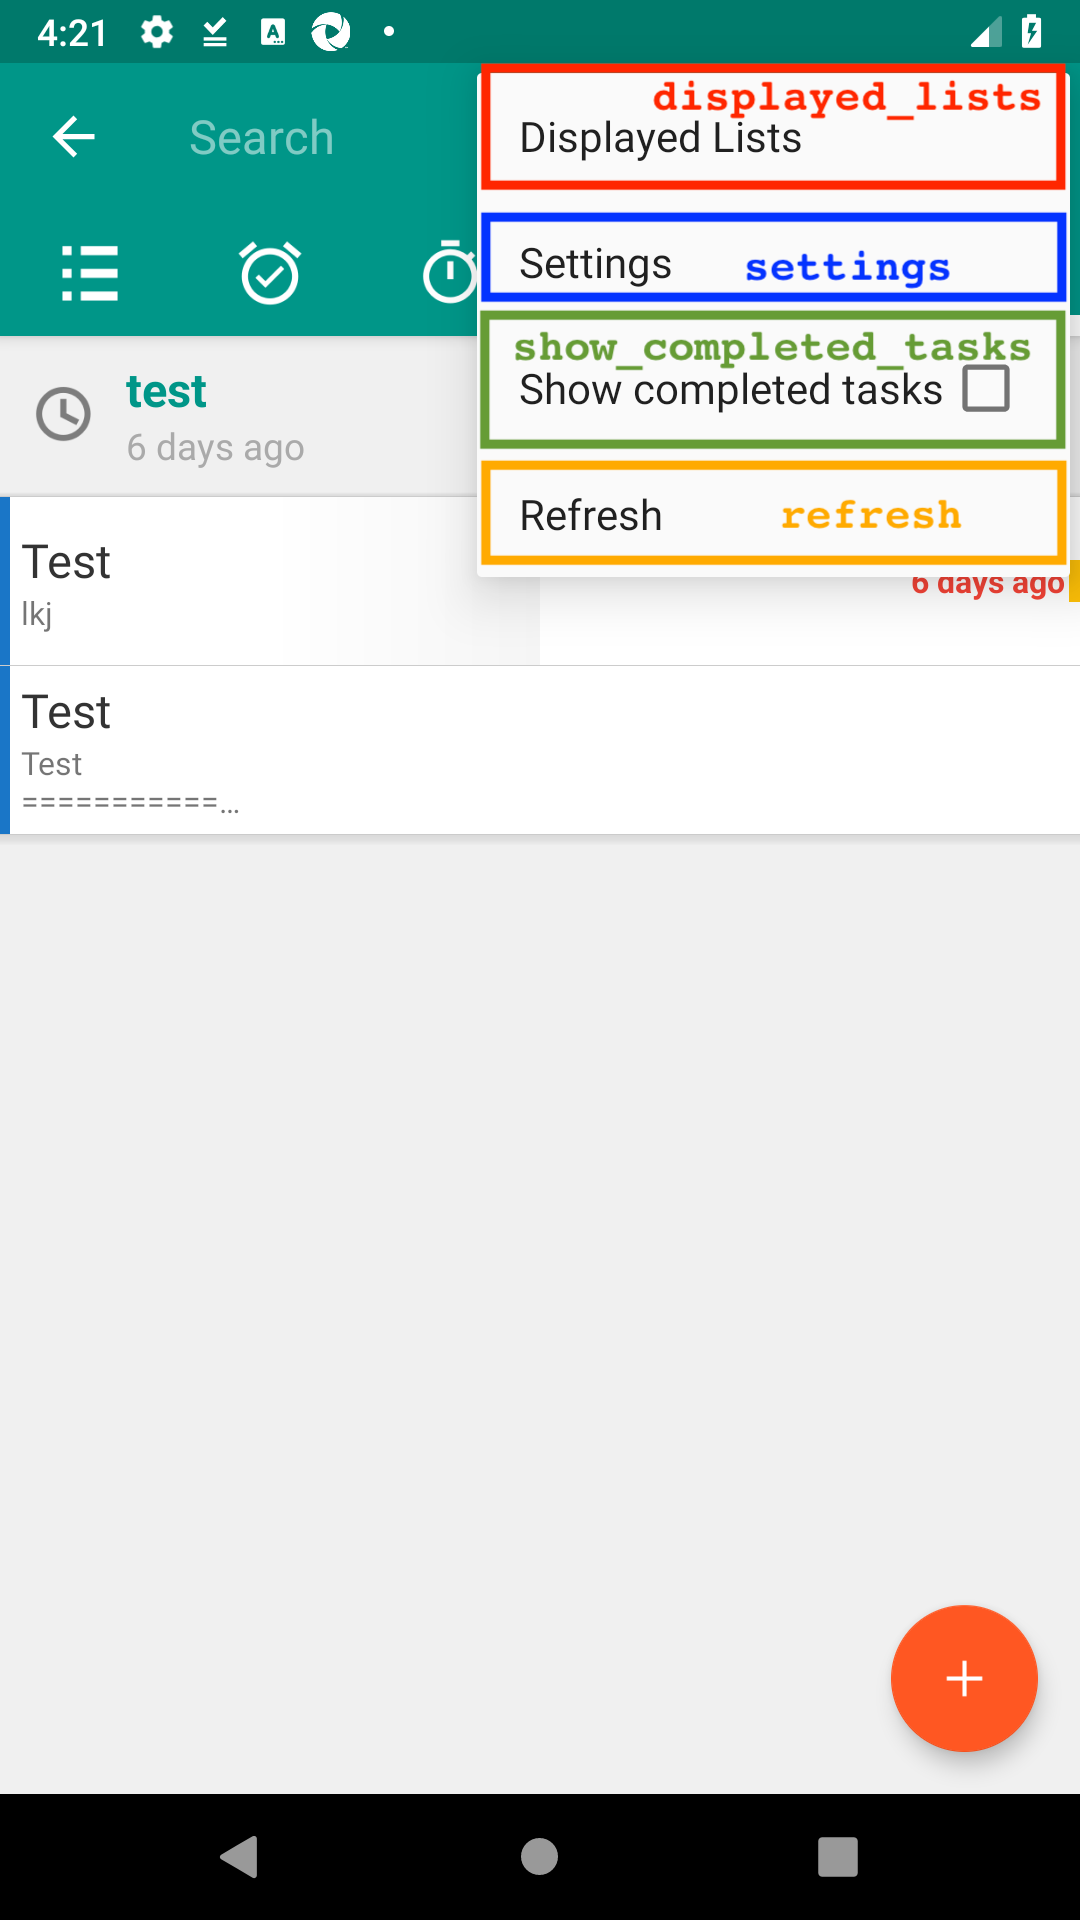 4:21
Search
displayed_lists
Displayed Lists
Settings settings
show_completed_tasks
Show completed tasks
Refresh refresh
test
6 days ago
Test
lkj
6 days ago
Test
Test
===========…